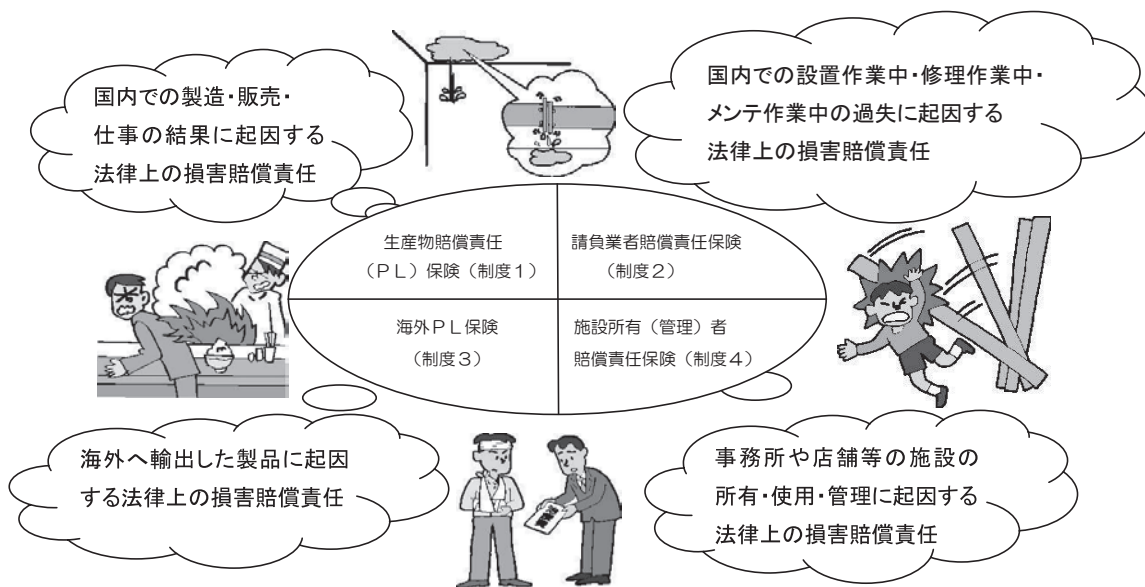 国内での製造・販売・
仕事の結果に起因する
法律上の損害賠償責任
国内での設置作業中・修理作業中・
メンテ作業中の過失に起因する
法律上の損害賠償責任
生産物賠償責任
（ＰＬ）保険（制度１）
請負業者賠償責任保険
（制度２）
海外ＰＬ保険
（制度３）
施設所有（管理）者
賠償責任保険（制度４）
海外へ輸出した製品に起因
する法律上の損害賠償責任
事務所や店舗等の施設の
所有・使用・管理に起因する
法律上の損害賠償責任